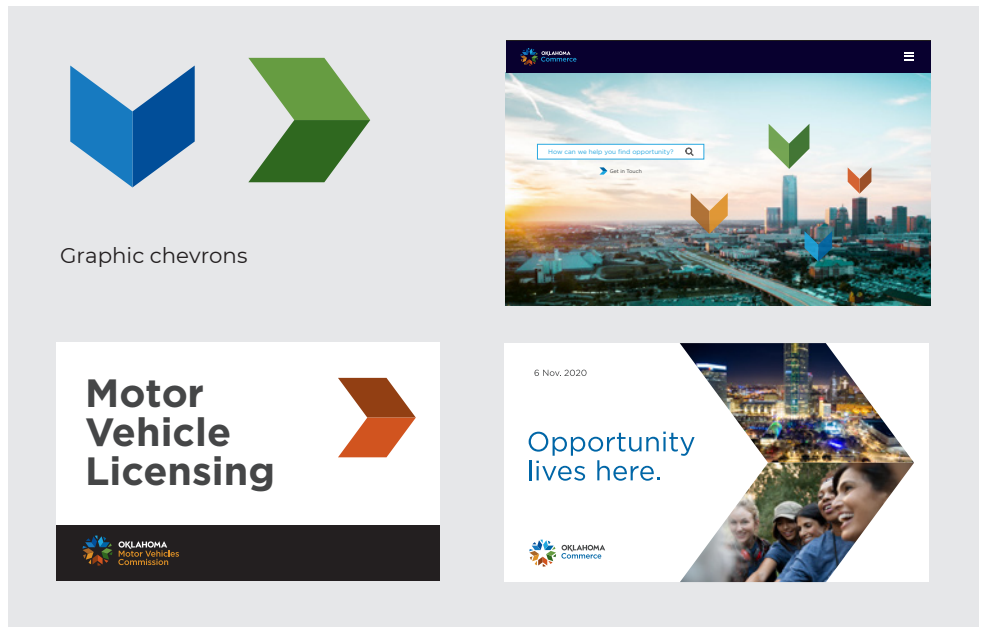 Graphic chevrons
OKLAHOMA
Commerce
How can we help you find opportunity?
Get in Touch
Motor
Vehicle
Licensing
OKLAHOMA
Motor Vehicles
Commission
6 Nov. 2020
Opportunity
lives here.
OKLAHOMA
Commerce